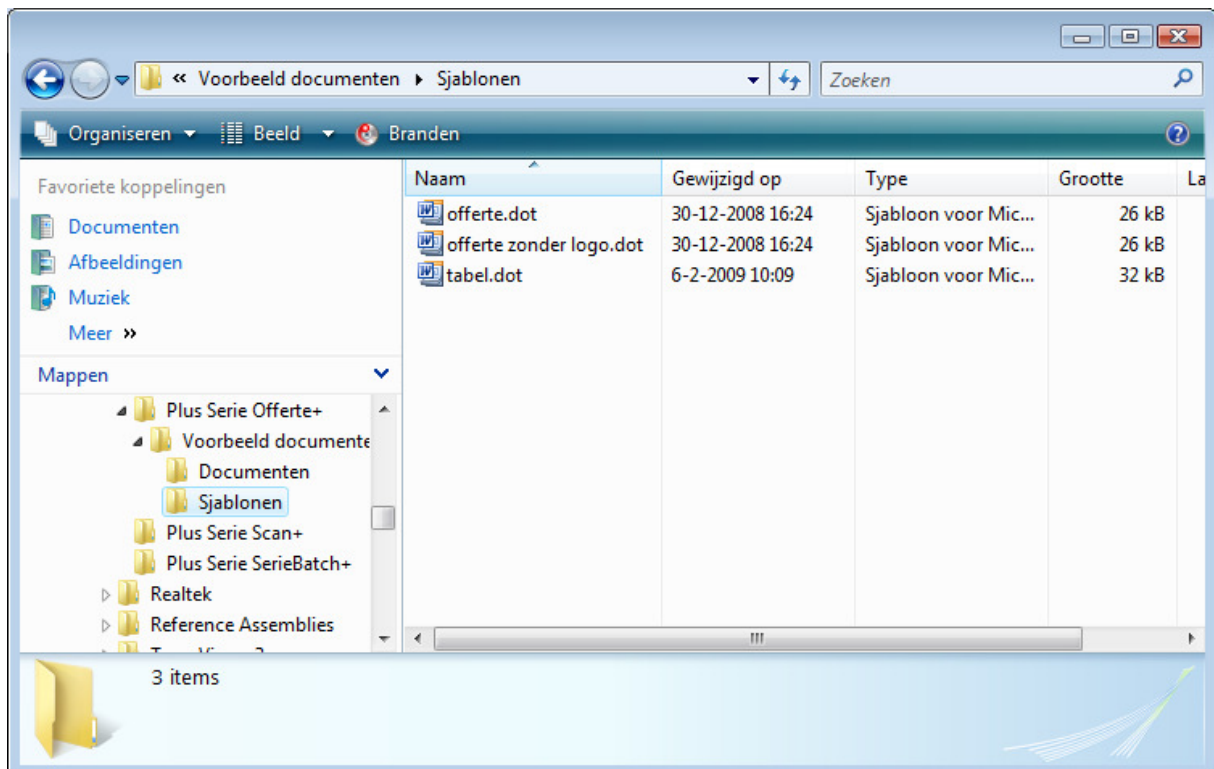 « Voorbeeld documenten ▸ Sjablonen
Zoeken
Organiseren Beeld Branden
Favoriete koppelingen
Documenten
Afbeeldingen
Muziek
Meer »
Mappen
Plus Serie Offerte+
Voorbeeld documente
Documenten
Sjablonen
Plus Serie Scan+
Plus Serie SerieBatch+
Realtek
Reference Assemblies
Naam Gewijzigd op Type Grootte La
offerte.dot 30-12-2008 16:24 Sjabloon voor Mic... 26 kB
offerte zonder logo.dot 30-12-2008 16:24 Sjabloon voor Mic... 26 kB
tabel.dot 6-2-2009 10:09 Sjabloon voor Mic... 32 kB
3 items